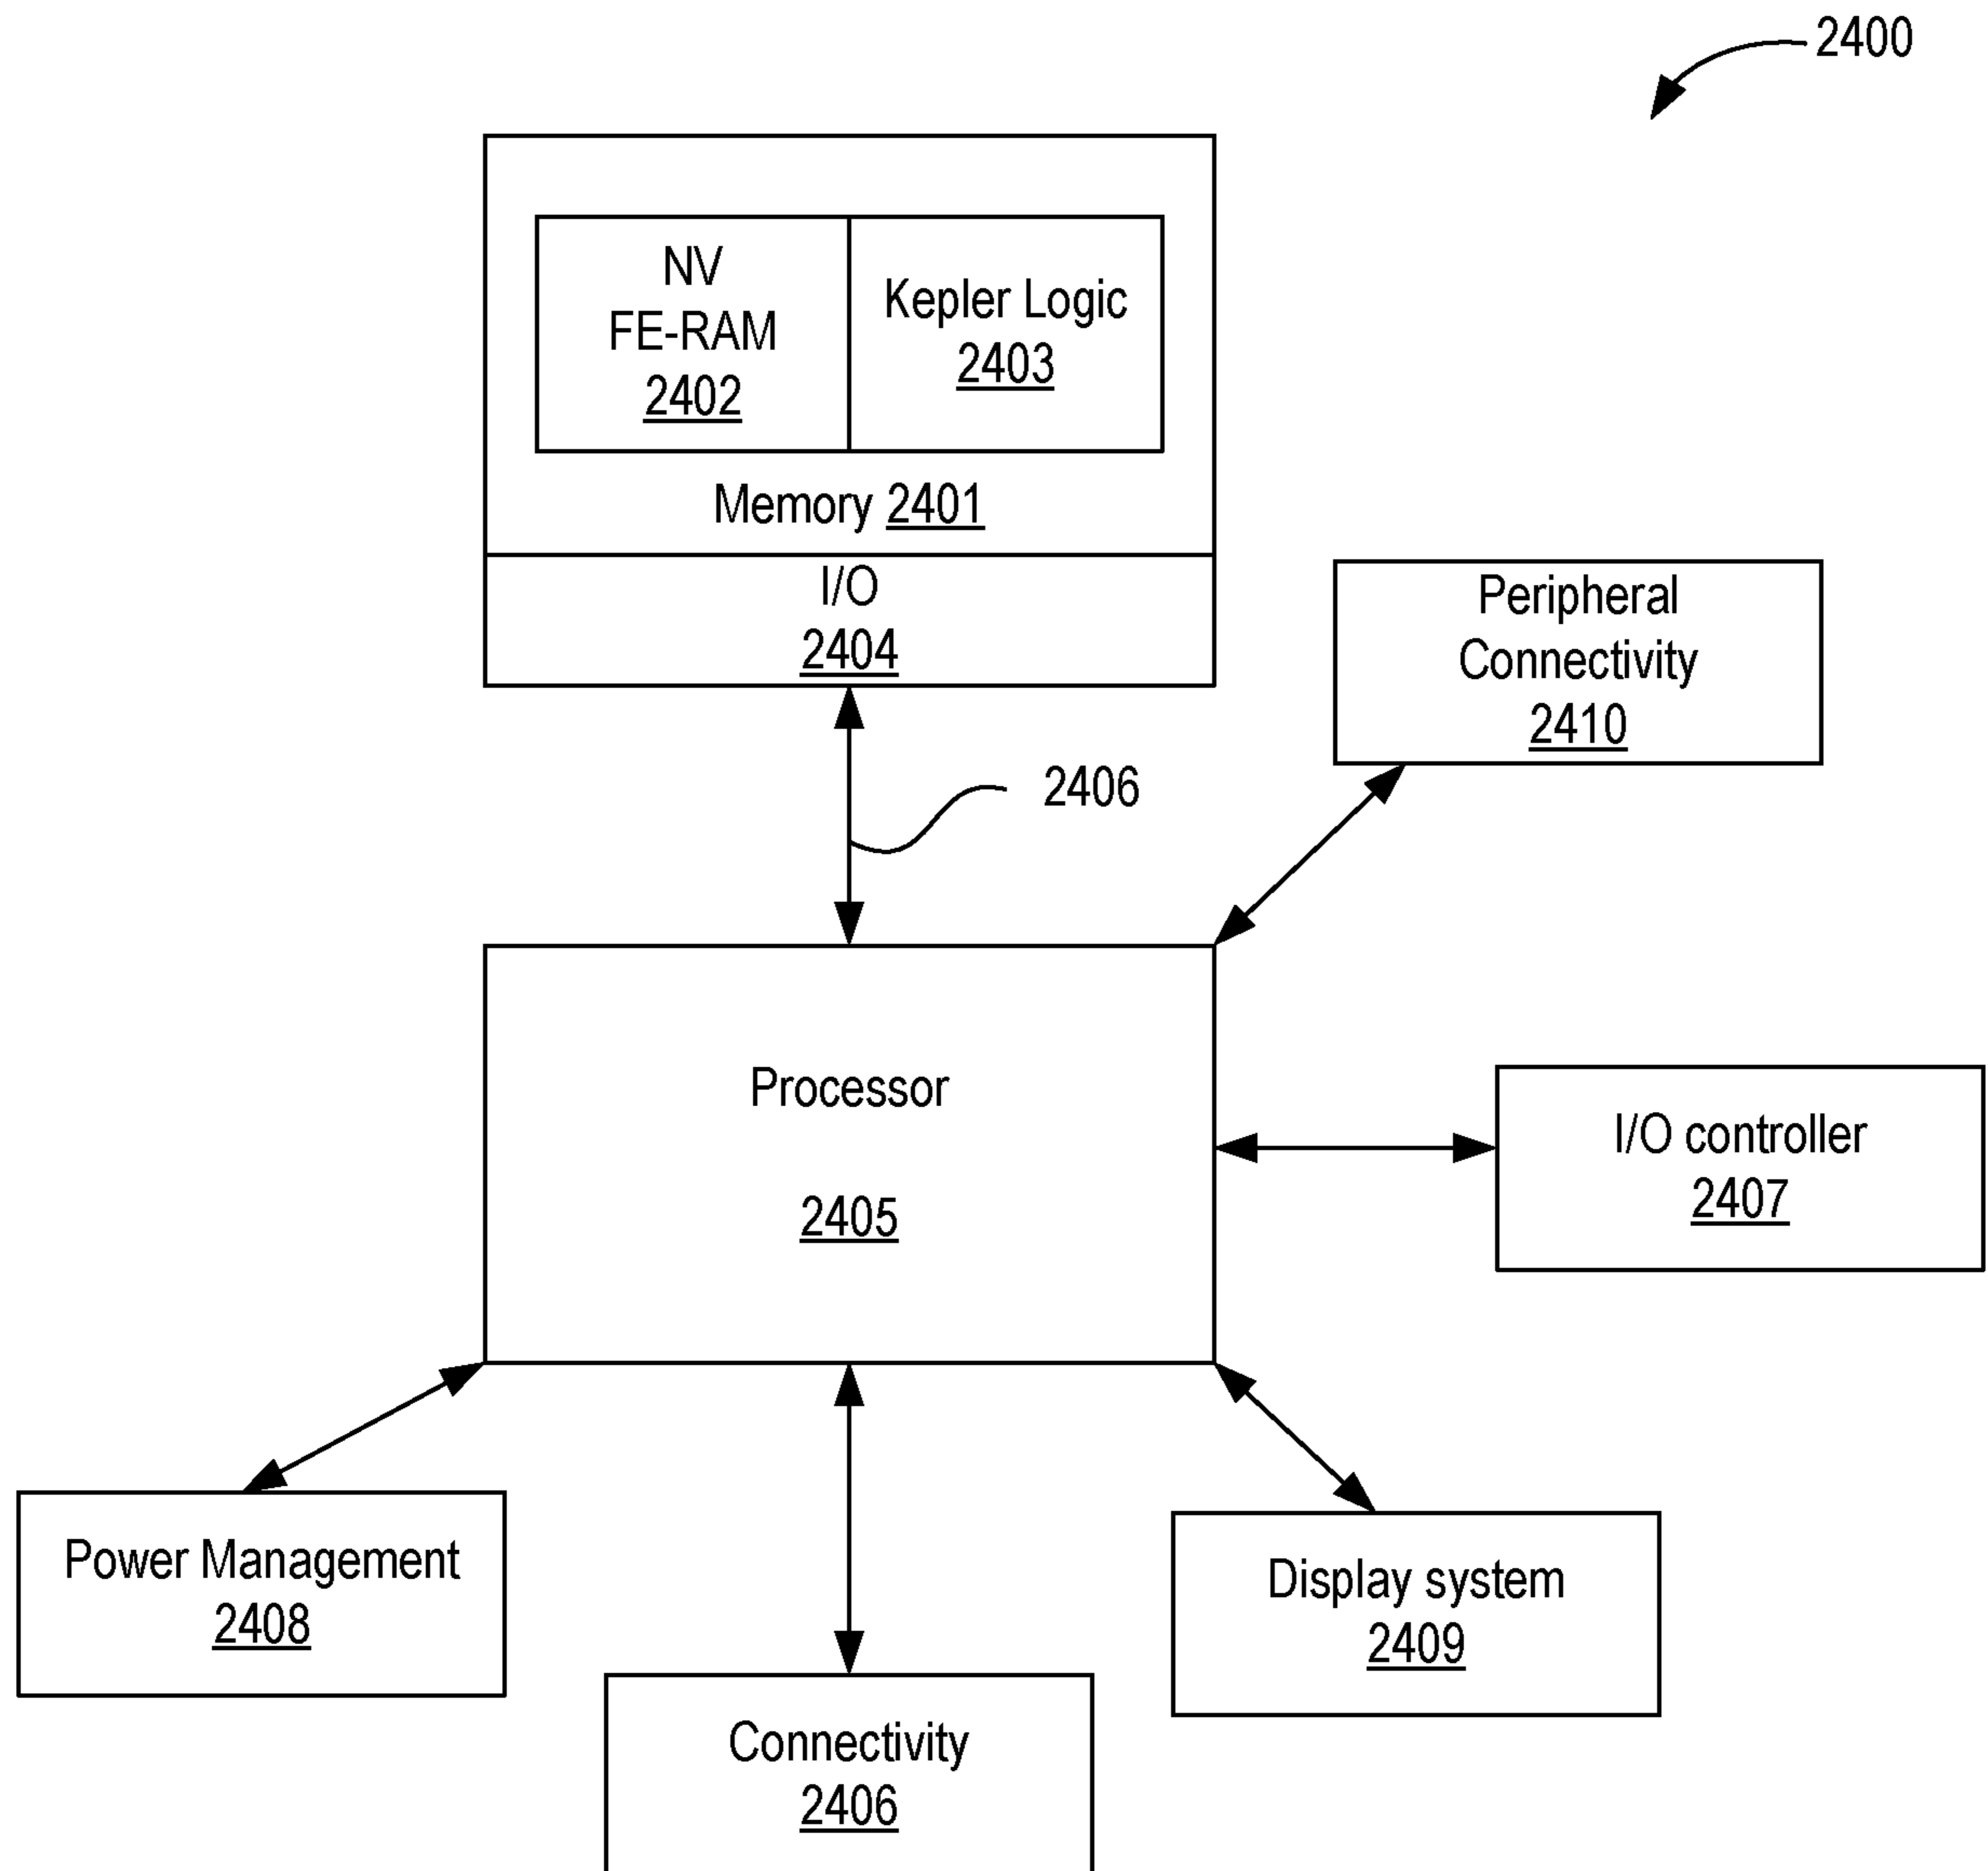 2400
NV
FE-RAM
2402
Kepler Logic
2403
Memory 2401
I/O
2404
Peripheral
Connectivity
2410
2406
Processor
2405
I/O controller
2407
Power Management
2408
Display system
2409
Connectivity
2406